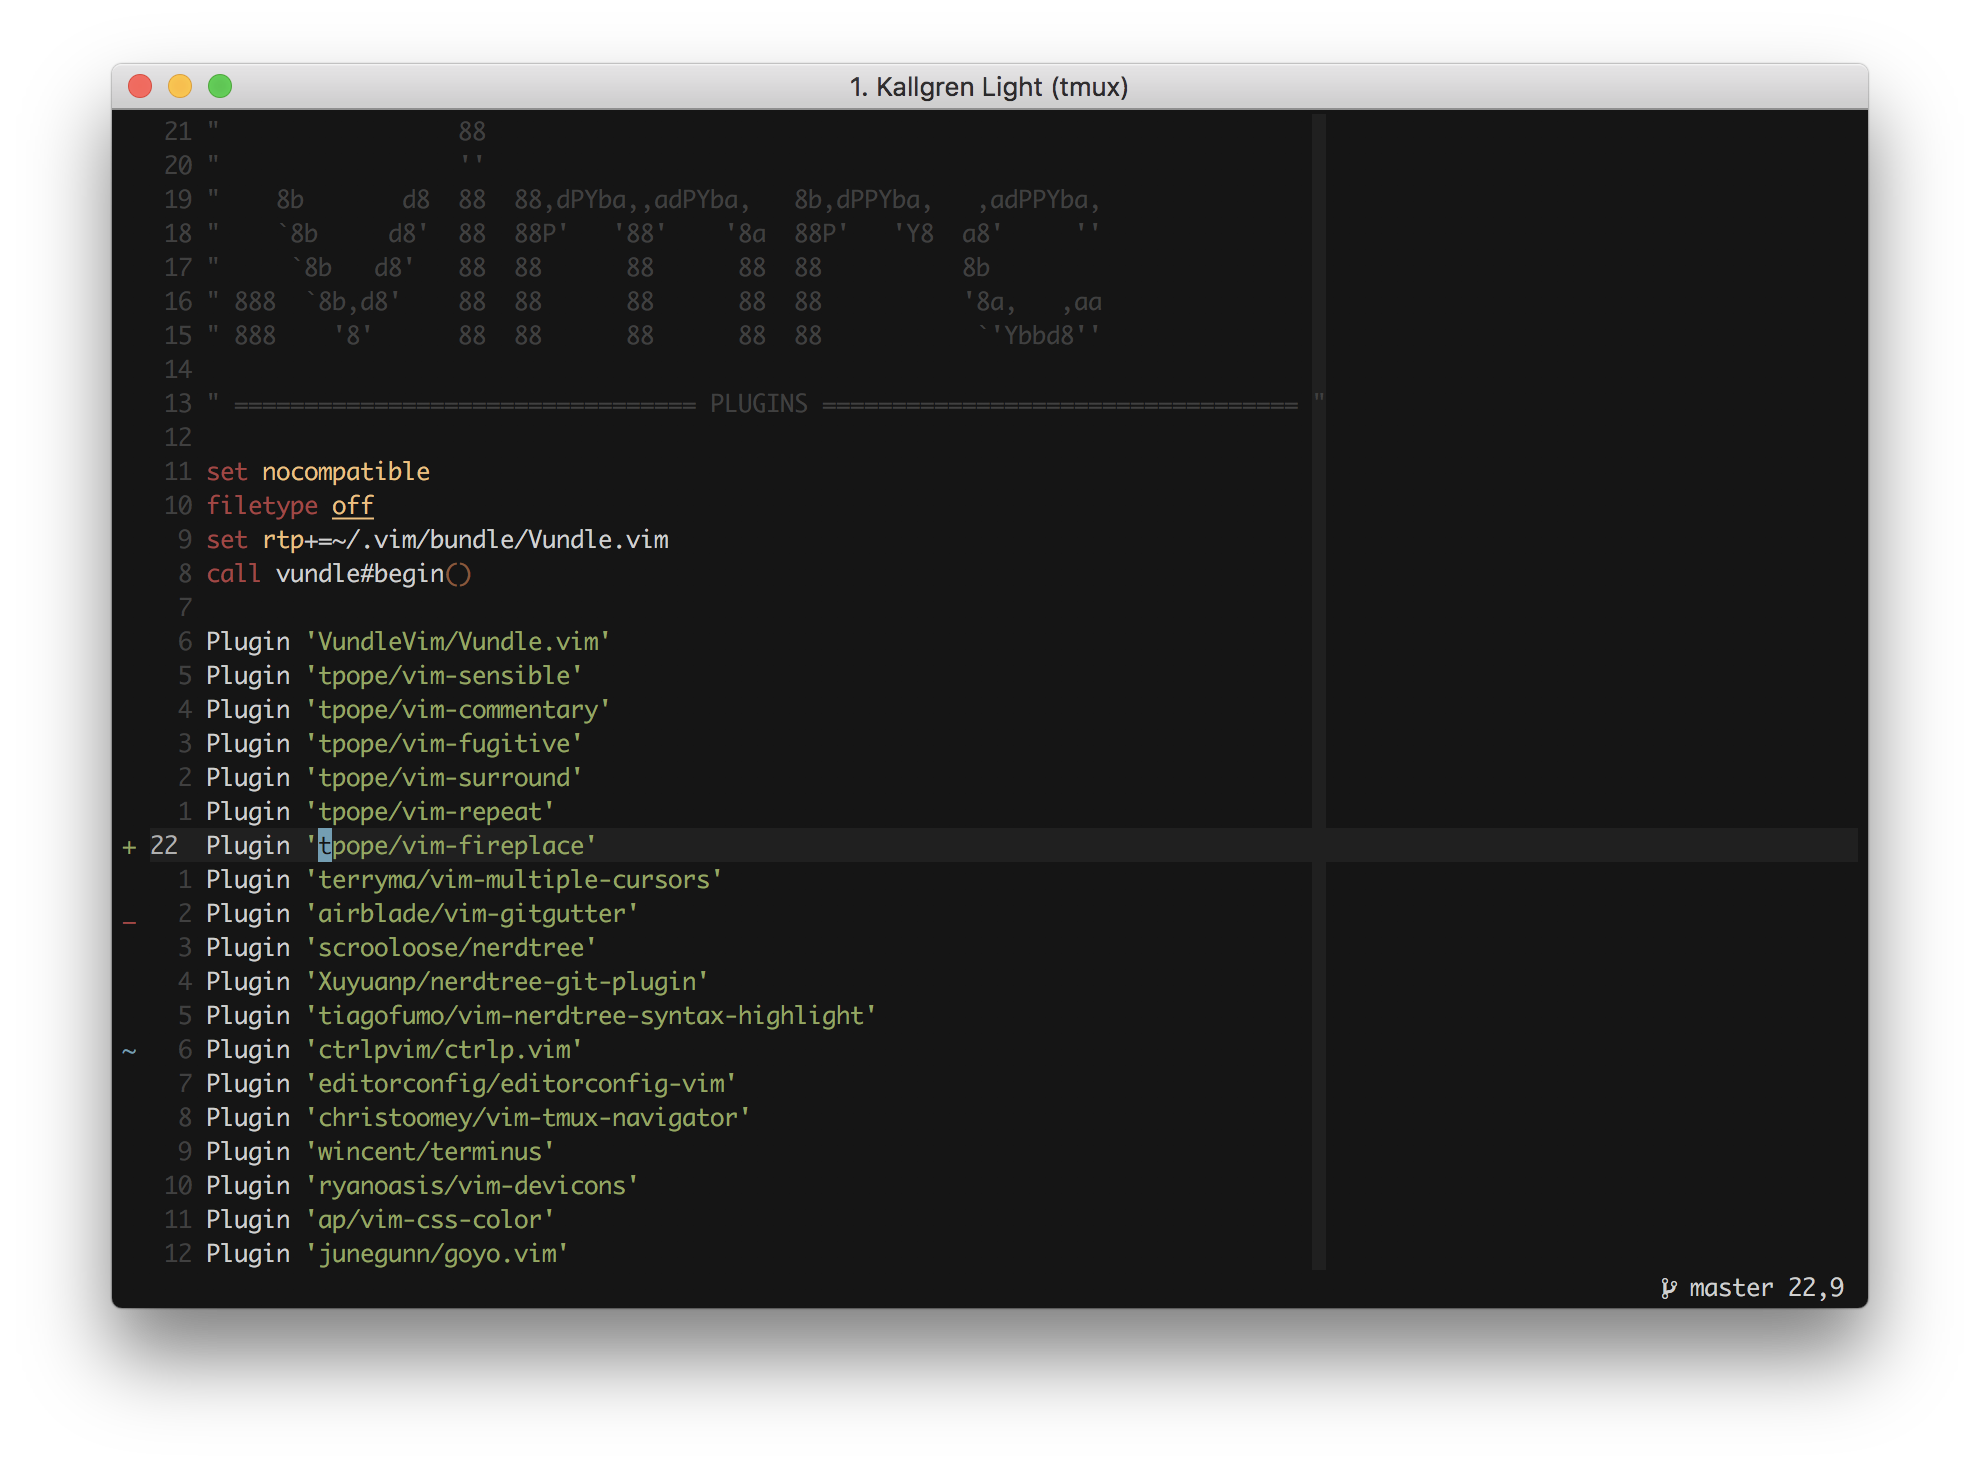 1. Kallgren Light (tmux)
21 "                 88
20 "                 ''
19 "    8b       d8  88  88,dPYba,,adPYba,   8b,dPPYba,   ,adPPYba,
18 "    `8b     d8'  88  88P'   '88'    '8a  88P'   'Y8  a8'     ''
17 "     `8b   d8'   88  88      88      88  88          8b
16 " 888  `8b,d8'    88  88      88      88  88          '8a,   ,aa
15 " 888    '8'      88  88      88      88  88           `'Ybbd8''
14
13 " ================================= PLUGINS ================================== "
12
11 set nocompatible
10 filetype off
9 set rtp+=~/.vim/bundle/Vundle.vim
8 call vundle#begin()
7
6 Plugin 'VundleVim/Vundle.vim'
5 Plugin 'tpope/vim-sensible'
4 Plugin 'tpope/vim-commentary'
3 Plugin 'tpope/vim-fugitive'
2 Plugin 'tpope/vim-surround'
1 Plugin 'tpope/vim-repeat'
+ 22  Plugin 'tpope/vim-fireplace'
1 Plugin 'terryma/vim-multiple-cursors'
_ 2 Plugin 'airblade/vim-gitgutter'
3 Plugin 'scrooloose/nerdtree'
4 Plugin 'Xuyuanp/nerdtree-git-plugin'
5 Plugin 'tiagofumo/vim-nerdtree-syntax-highlight'
~ 6 Plugin 'ctrlpvim/ctrlp.vim'
7 Plugin 'editorconfig/editorconfig-vim'
8 Plugin 'christoomey/vim-tmux-navigator'
9 Plugin 'wincent/terminus'
10 Plugin 'ryanoasis/vim-devicons'
11 Plugin 'ap/vim-css-color'
12 Plugin 'junegunn/goyo.vim'
master 22,9